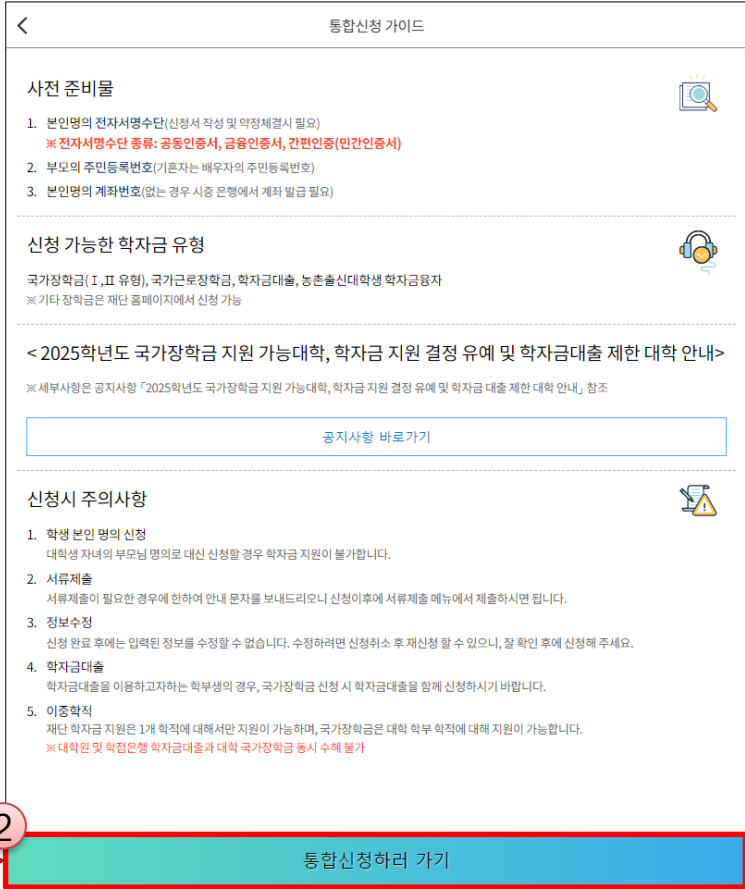 통합신청 가이드
사전 준비물
1. 본인명의 전자서명수단(신청서 작성 및 약정체결시 필요)
※ 전자서명수단 종류: 공동인증서, 금융인증서, 간편인증(민간인증서)
2. 부모의 주민등록번호(기혼자는 배우자의 주민등록번호)
3. 본인명의 계좌번호(없는 경우 시중 은행에서 계좌 발급 필요)
신청 가능한 학자금 유형
국가장학금(Ⅰ,Ⅱ 유형), 국가근로장학금, 학자금대출, 농촌출신대학생 학자금융자
※ 기타 장학금은 재단 홈페이지에서 신청 가능
< 2025학년도 국가장학금 지원 가능대학, 학자금 지원 결정 유예 및 학자금대출 제한 대학 안내>
※ 세부사항은 공지사항 「2025학년도 국가장학금 지원 가능대학, 학자금 지원 결정 유예 및 학자금 대출 제한 대학 안내」 참조
공지사항 바로가기
신청시 주의사항
1. 학생 본인 명의 신청
대학생 자녀의 부모님 명의로 대신 신청할 경우 학자금 지원이 불가합니다.
2. 서류제출
서류제출이 필요한 경우에 한하여 안내 문자를 보내드리오니 신청이후에 서류제출 메뉴에서 제출하시면 됩니다.
3. 정보수정
신청 완료 후에는 입력된 정보를 수정할 수 없습니다. 수정하려면 신청취소 후 재신청 할 수 있으니, 잘 확인 후에 신청해 주세요.
4. 학자금대출
학자금대출을 이용하고자하는 학부생의 경우, 국가장학금 신청 시 학자금대출을 함께 신청하시기 바랍니다.
5. 이중학적
재단 학자금 지원은 1개 학적에 대해서만 지원이 가능하며, 국가장학금은 대학 학부 학적에 대해 지원이 가능합니다.
※ 대학원 및 학점은행 학자금대출과 대학 국가장학금 동시 수혜 불가
2
통합신청하러 가기